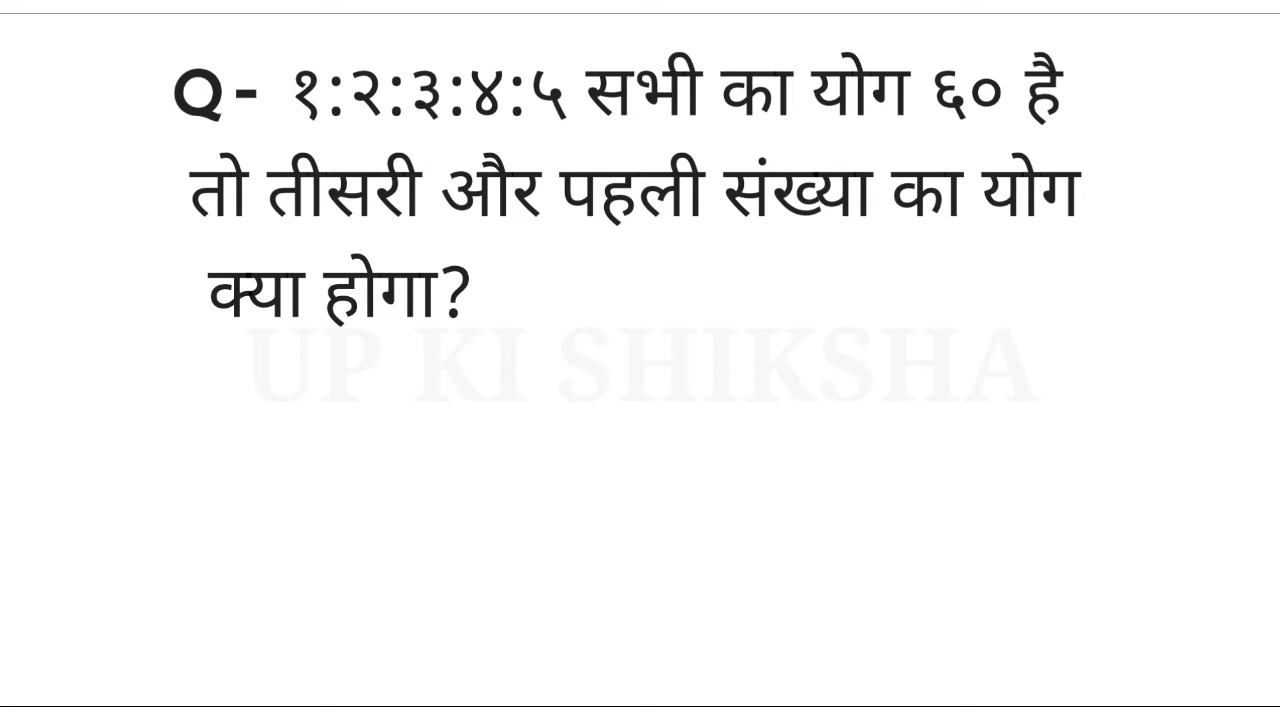 Q- १:२:३:४:५ सभी का योग ६० है
तो तीसरी और पहली संख्या का योग
क्या होगा?
UP KI SHIKSHA